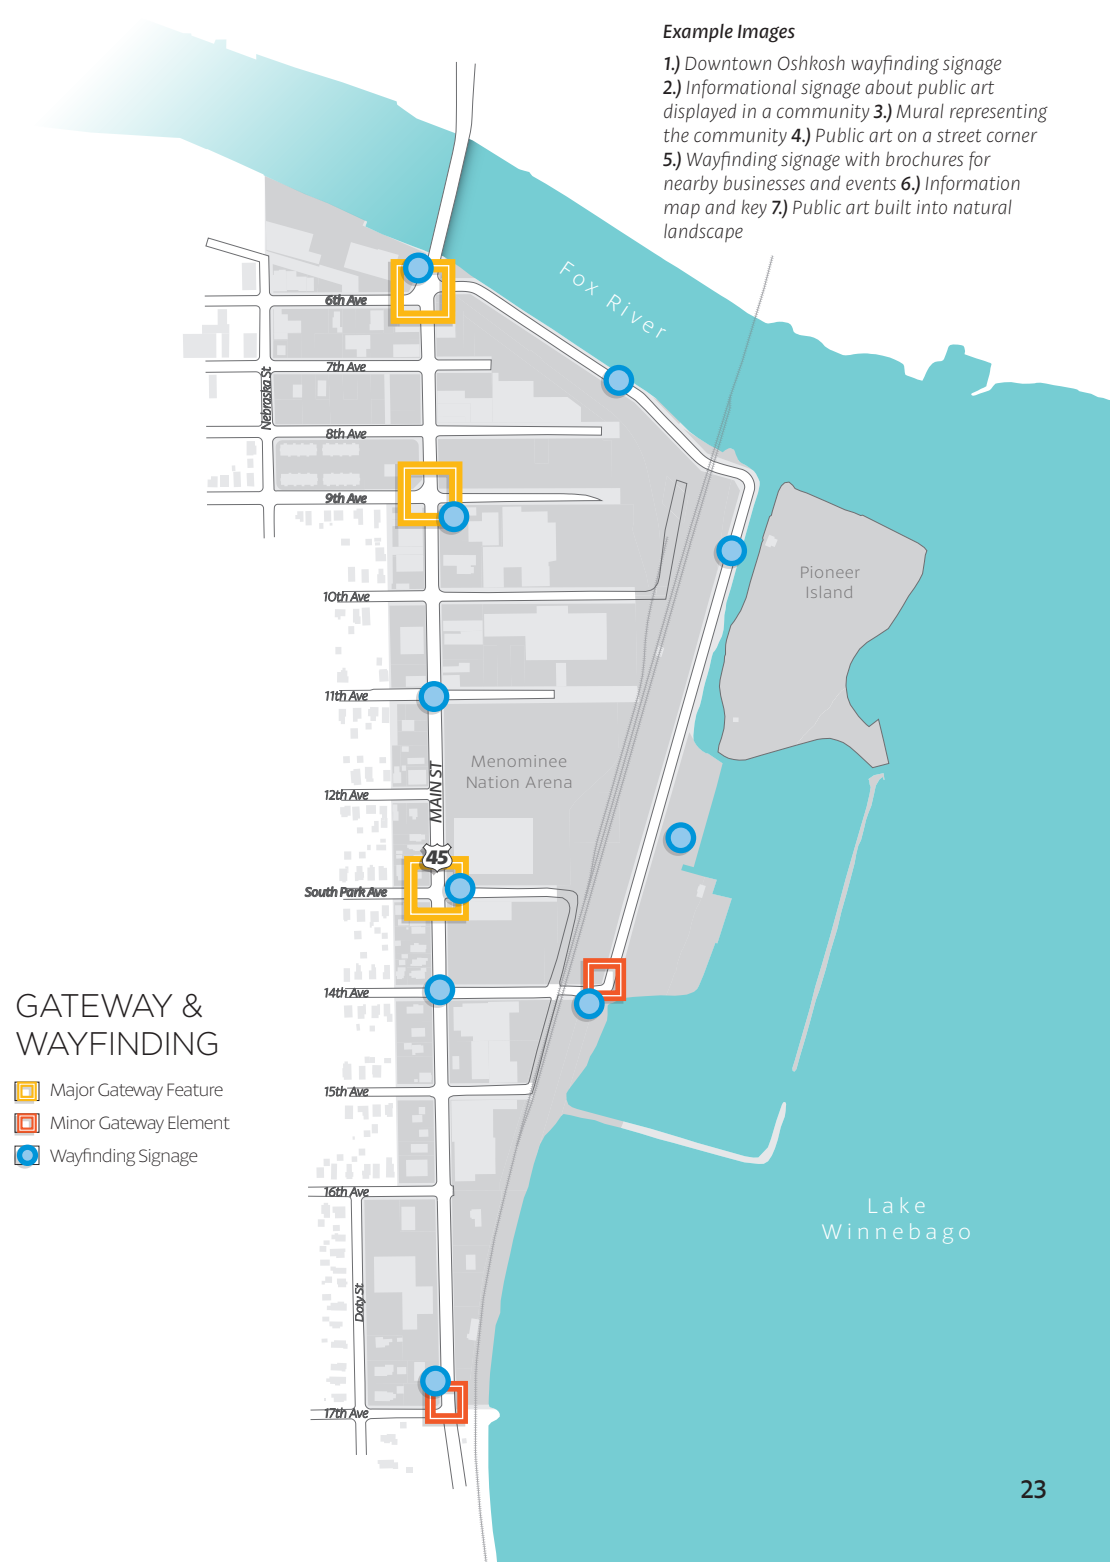 Example Images
1.) Downtown Oshkosh wayfinding signage
2.) Informational signage about public art
displayed in a community 3.) Mural representing
the community 4.) Public art on a street corner
5.) Wayfinding signage with brochures for
nearby businesses and events 6.) Information
map and key 7.) Public art built into natural
landscape
Fox River
6th Ave
7th Ave
Nebraska St
8th Ave
9th Ave
Pioneer
Island
10th Ave
11th Ave
Menominee
Nation Arena
MAIN ST
12th Ave
45
South Park Ave
14th Ave
GATEWAY &
WAYFINDING
Major Gateway Feature
Minor Gateway Element
Wayfinding Signage
15th Ave
16th Ave
Lake
Winnebago
Doty St
17th Ave
23